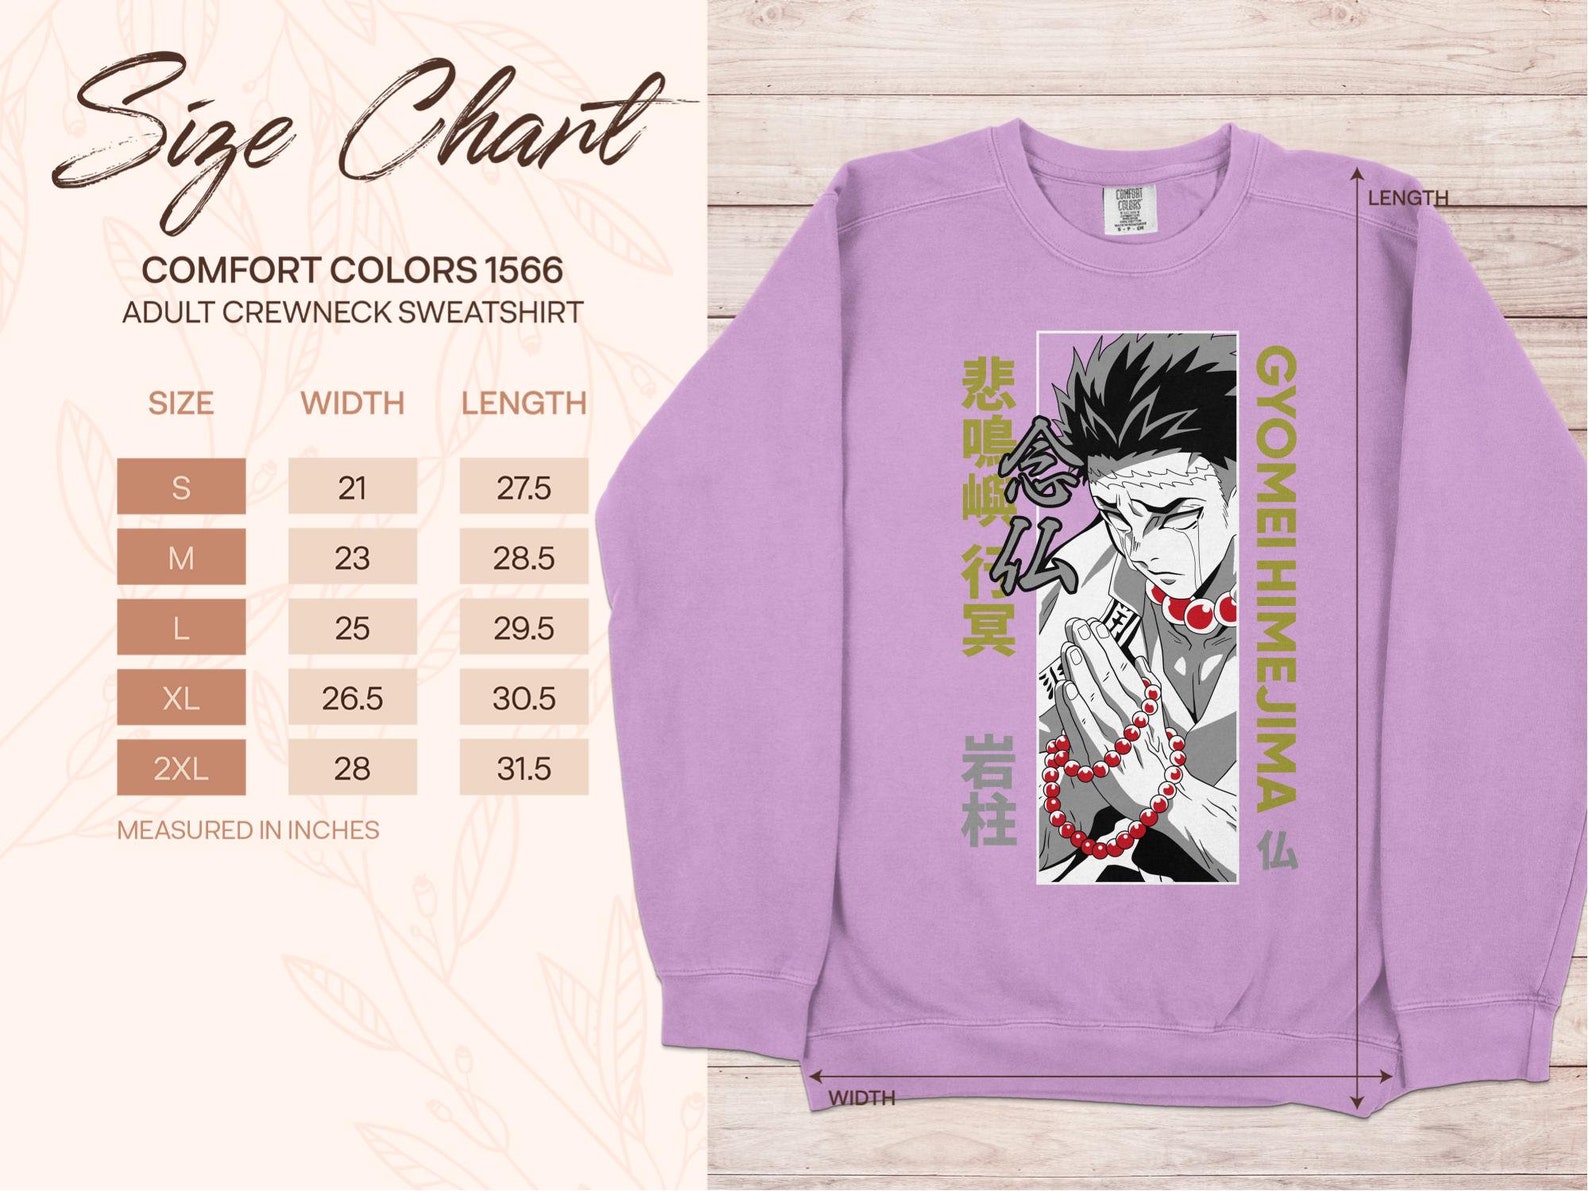 Size Chart
COMFORT COLORS 1566
ADULT CREWNECK SWEATSHIRT
SIZE WIDTH LENGTH
S 21 27.5
M 23 28.5
L 25 29.5
XL 26.5 30.5
2XL 28 31.5
MEASURED IN INCHES
LENGTH
COMFORT
COLORS
悲鳴嶼 行冥
念仏
岩柱
GYOMEI HIMEJIMA 仏
WIDTH